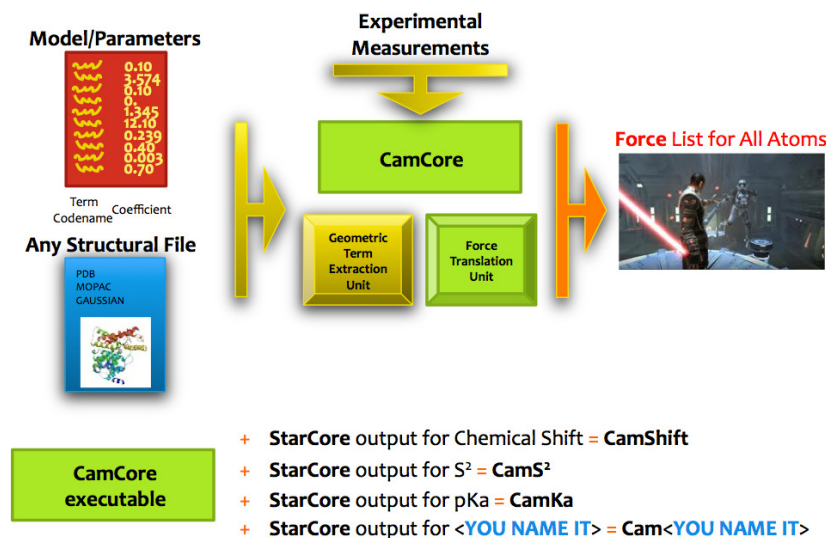 Model/Parameters
0.10
3.574
0.10
0.
1.345
12.10
0.239
0.40
0.003
0.70
Term
Codename
Coefficient
Any Structural File
PDB
MOPAC
GAUSSIAN
Experimental
Measurements
CamCore
Geometric
Term
Extraction
Unit
Force
Translation
Unit
Force List for All Atoms
CamCore
executable
+ StarCore output for Chemical Shift = CamShift
+ StarCore output for S² = CamS²
+ StarCore output for pKa = CamKa
+ StarCore output for <YOU NAME IT> = Cam<YOU NAME IT>